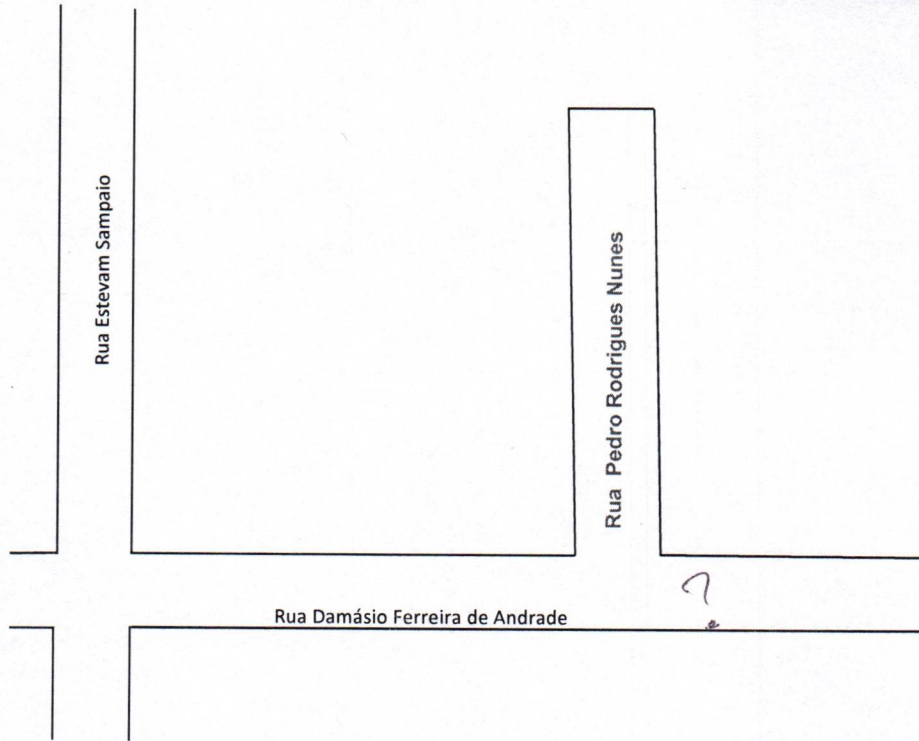 Rua Estevam Sampaio
Rua Pedro Rodrigues Nunes
?
Rua Damásio Ferreira de Andrade